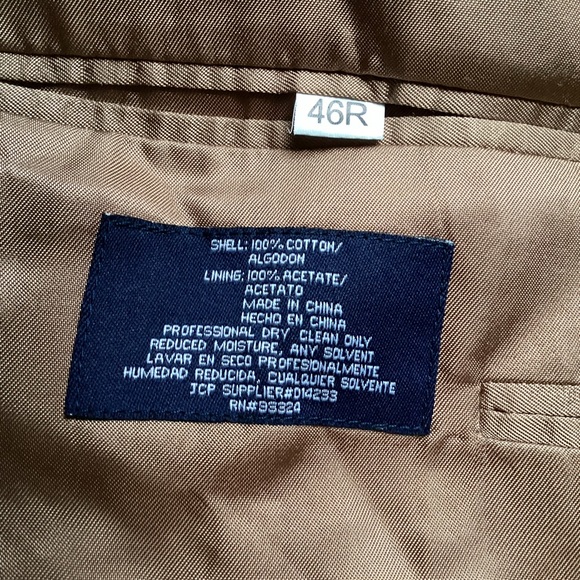 46R
SHELL: 100% COTTON/
ALGODON
LINING: 100% ACETATE/
ACETATO
MADE IN CHINA
HECHO EN CHINA
PROFESSIONAL DRY CLEAN ONLY
REDUCED MOISTURE, ANY SOLVENT
LAVAR EN SECO PROFESIONALMENTE
HUMEDAD REDUCIDA, CUALQUIER SOLVENTE
JCP SUPPLIER#D14233
RN#93324